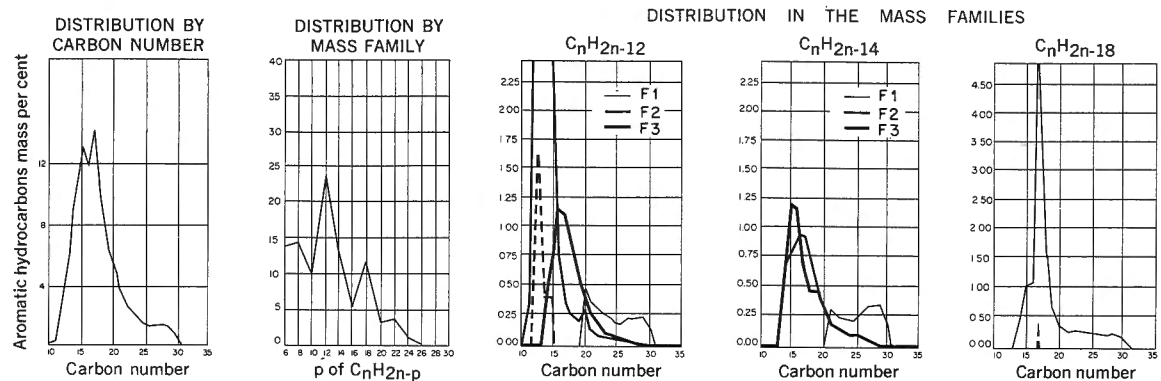 DISTRIBUTION BY
CARBON NUMBER
Aromatic hydrocarbons mass per cent
12
8
4
10 15 20 25 30 35
Carbon number
DISTRIBUTION BY
MASS FAMILY
40
35
30
25
20
15
10
5
0
6 8 10 12 14 16 18 20 22 24 26 28 30
p of CnH2n-p
DISTRIBUTION IN THE MASS FAMILIES
CnH2n-12
2.25
2.00
1.75
1.50
1.25
1.00
0.75
0.50
0.25
0.00
F1
F2
F3
10 15 20 25 30 35
Carbon number
CnH2n-14
2.25
2.00
1.75
1.50
1.25
1.00
0.75
0.50
0.25
0.00
F1
F2
F3
10 15 20 25 30 35
Carbon number
CnH2n-18
4.50
4.00
3.50
3.00
2.50
2.00
1.50
1.00
0.50
0.00
10 15 20 25 30 35
Carbon number